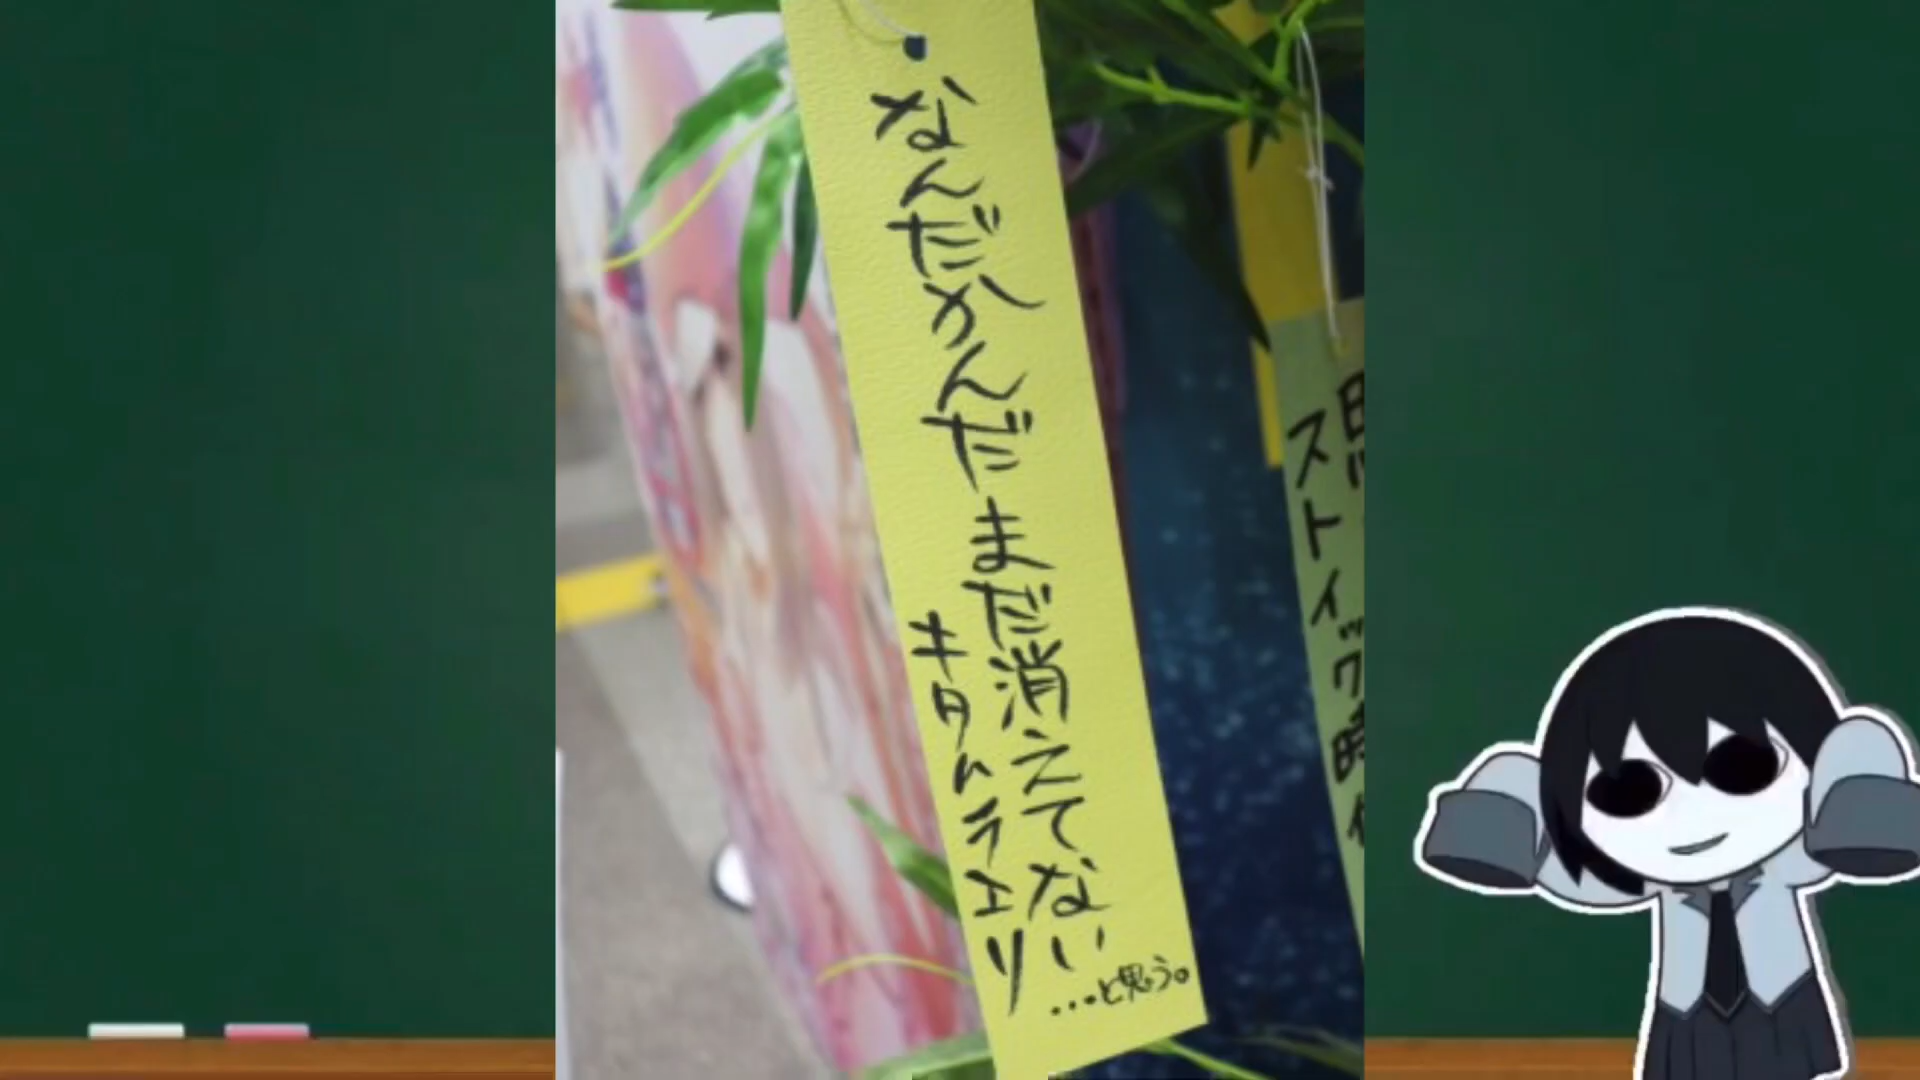 なんだかんだまだ消えてない
...と思う。
キタムラエリ
ストイック時